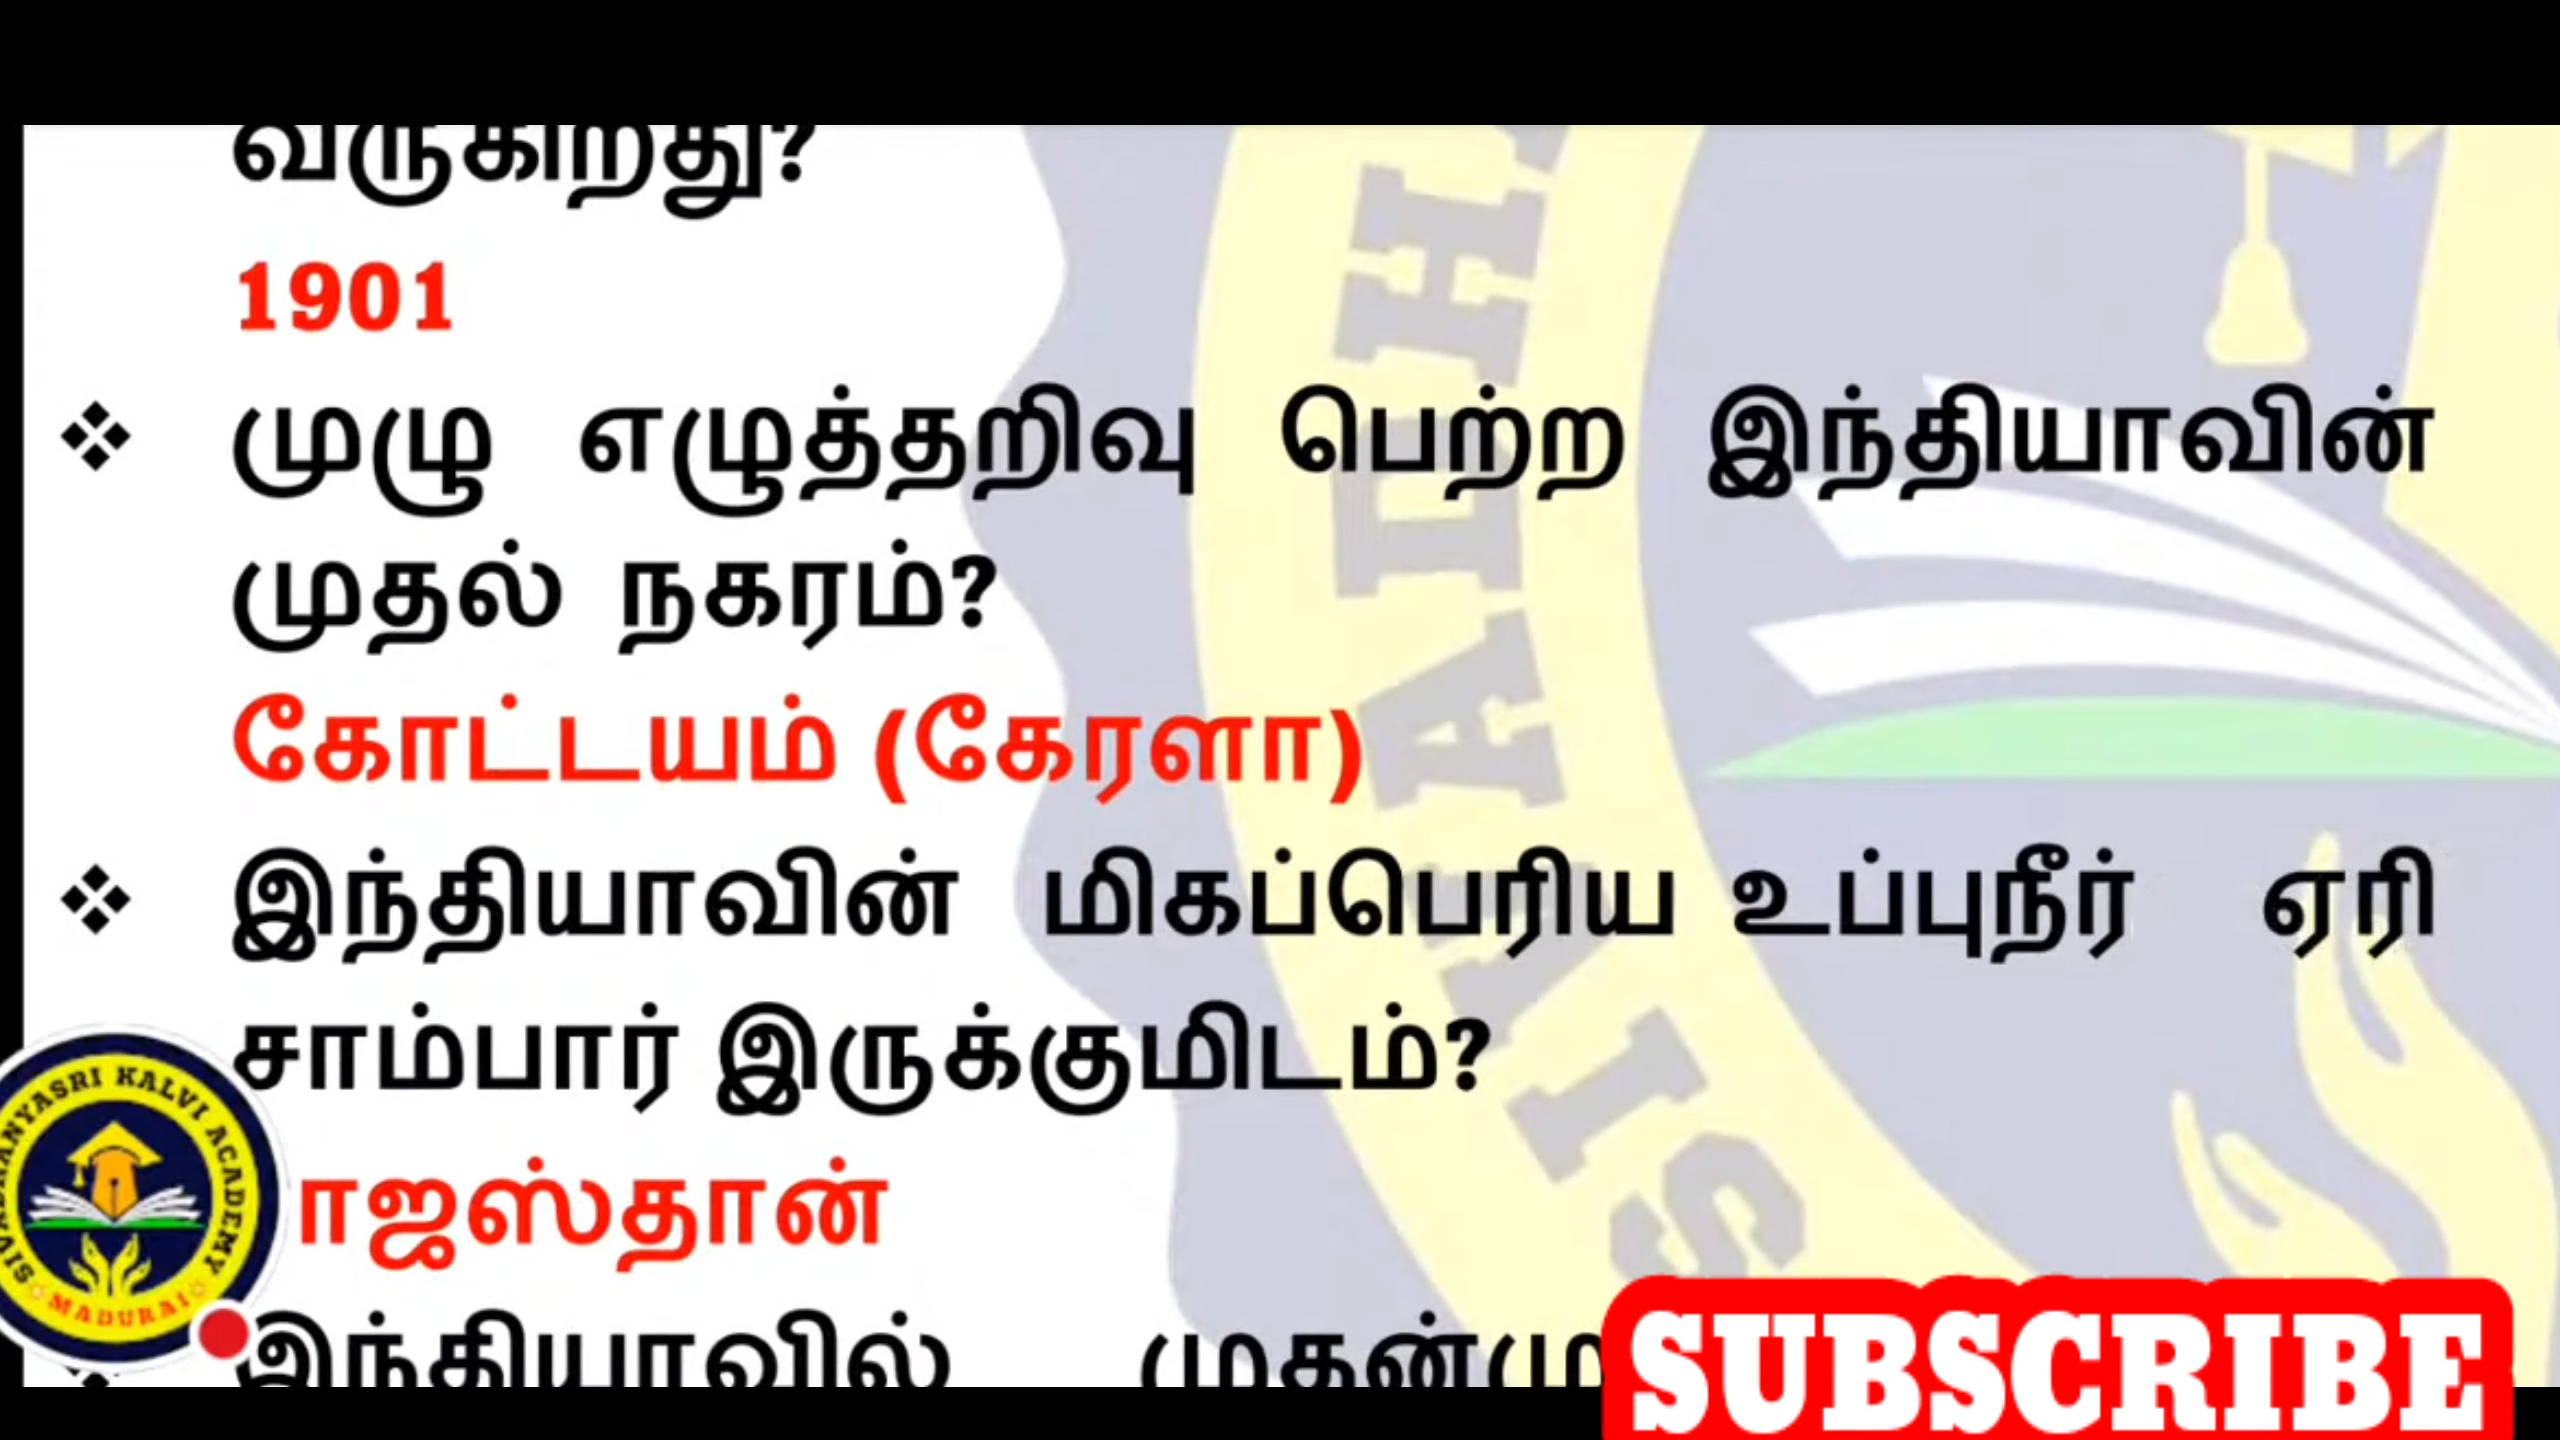 வருகிறது?
1901
❖ முழு எழுத்தறிவு பெற்ற இந்தியாவின்
முதல் நகரம்?
கோட்டயம் (கேரளா)
❖ இந்தியாவின் மிகப்பெரிய உப்புநீர் ஏரி
சாம்பார் இருக்குமிடம்?
ாஜஸ்தான்
இந்தியாவில்
KALVI ACADEMY
MADURAI
SUBSCRIBE